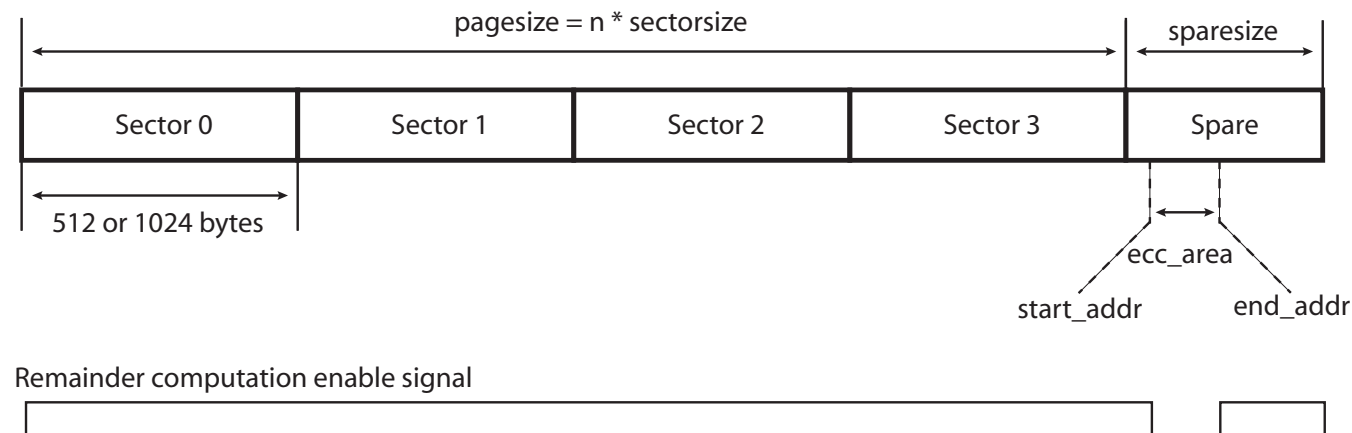 pagesize = n * sectorsize
sparesize
Sector 0 Sector 1 Sector 2 Sector 3 Spare
512 or 1024 bytes
ecc_area
start_addr end_addr
Remainder computation enable signal